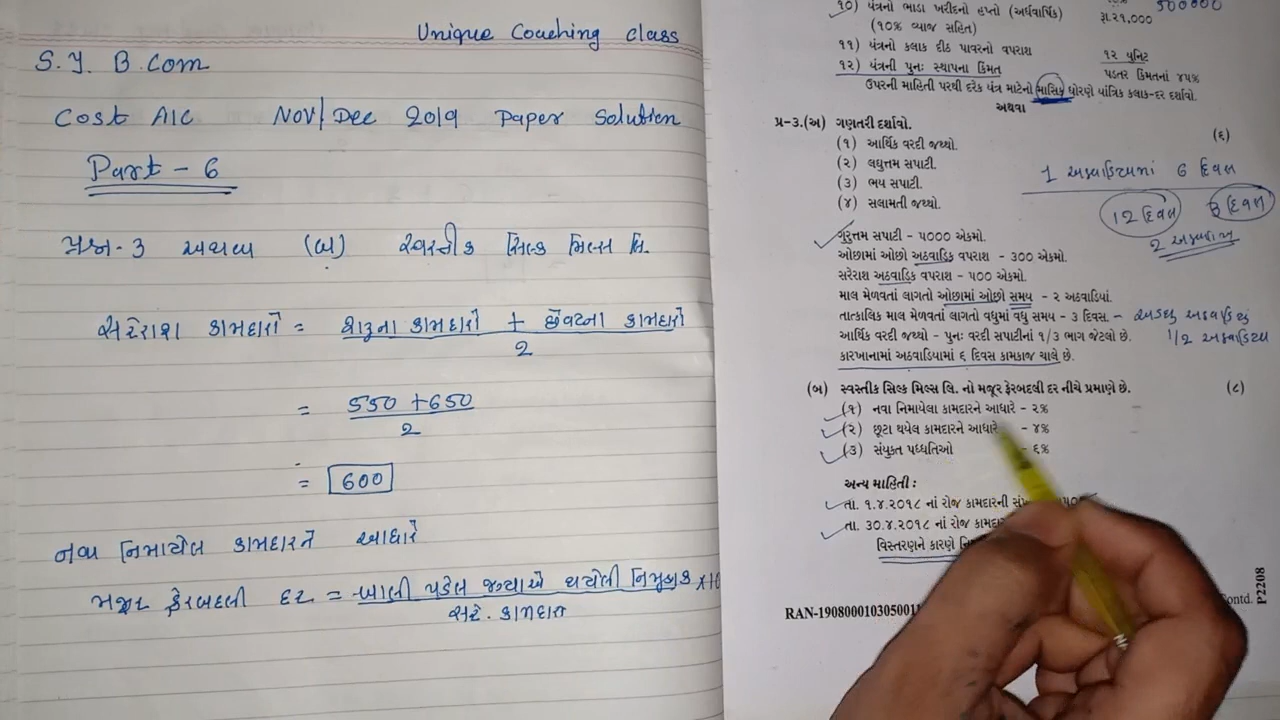 Unique Coaching Class
S.Y. B.Com
Cost A/C Nov/Dec 2019 Paper Solution
Part - 6
પ્રશ્ન-3 અથવા (બ) સ્વસ્તીક સિલ્ક મિલ્સ લિ.
સરેરાશ કામદારો = શરૂના કામદારો + છેવટના કામદારો
2
= 550 + 650
2
= 600
નવા નિમાયેલ કામદારને આધારે
મજૂર ફેરબદલી દર = ખાલી પડેલ જગ્યાએ થયેલી નિમણૂક
સરે. કામદાર
૧૦) યંત્રનો ભાડા ખરીદનો હપ્તો (અર્ધવાર્ષિક) રૂા.૨૧,૦૦૦
(૧૦% વ્યાજ સહિત)
૧૧) યંત્રનો કલાક દીઠ પાવરનો વપરાશ ૧૨ યુનિટ
૧૨) યંત્રની પુનઃ સ્થાપના કિંમત પડતર કિંમતનાં ૪૫%
ઉપરની માહિતી પરથી દરેક યંત્ર માટેનો માસિક ધોરણે યાંત્રિક કલાક-દર દર્શાવો.
અથવા
પ્ર-૩.(અ) ગણતરી દર્શાવો. (૬)
(૧) આર્થિક વરદી જથ્થો.
(૨) લઘુત્તમ સપાટી.
(૩) ભય સપાટી.
(૪) સલામતી જથ્થો.
1 અઠવાડિયામાં 6 દિવસ
12 દિવસ 3 દિવસ
2 અઠવાડિયા
ગુરુત્તમ સપાટી - ૫૦૦૦ એકમો.
ઓછામાં ઓછો અઠવાડિક વપરાશ - ૩૦૦ એકમો.
સરેરાશ અઠવાડિક વપરાશ - ૫૦૦ એકમો.
માલ મેળવતાં લાગતો ઓછામાં ઓછો સમય - ૨ અઠવાડિયાં.
તાત્કાલિક માલ મેળવતાં લાગતો વધુમાં વધુ સમય - ૩ દિવસ. - અડધુ અઠવાડિયું
આર્થિક વરદી જથ્થો - પુનઃ વરદી સપાટીનાં ૧/૩ ભાગ જેટલો છે. 1/2 અઠવાડિયા
કારખાનામાં અઠવાડિયામાં ૬ દિવસ કામકાજ ચાલે છે.
(બ) સ્વસ્તીક સિલ્ક મિલ્સ લિ. નો મજૂર ફેરબદલી દર નીચે પ્રમાણે છે. (૮)
(૧) નવા નિમાયેલા કામદારને આધારે - ૨%
(૨) છૂટા થયેલ કામદારને આધારે - ૪%
(૩) સંયુક્ત પધ્ધતિઓ - ૬%
અન્ય માહિતી :
તા. ૧.૪.૨૦૧૮ નાં રોજ કામદારની
તા. ૩૦.૪.૨૦૧૮ નાં રોજ કામદાર
વિસ્તરણને કારણે
RAN-1908000103050011
Contd.
P2208